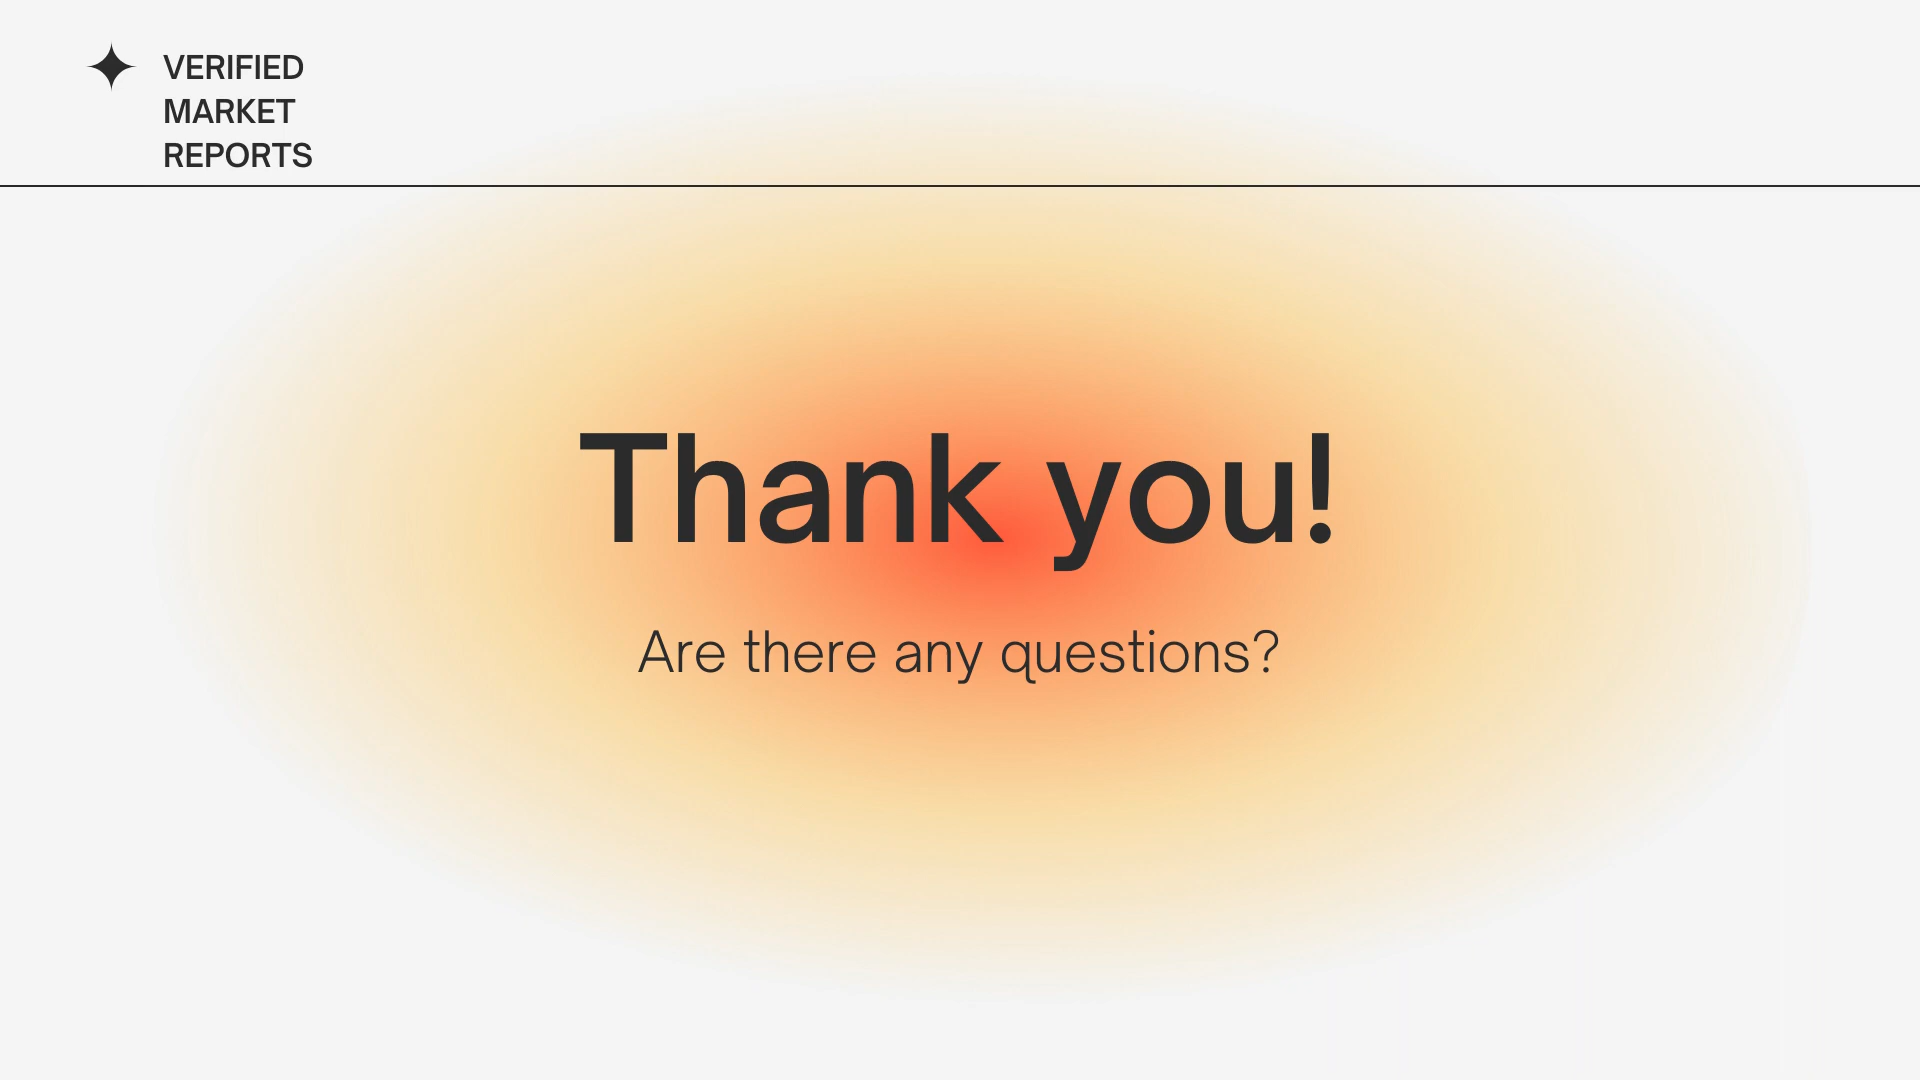 VERIFIED
MARKET
REPORTS
Thank you!
Are there any questions?